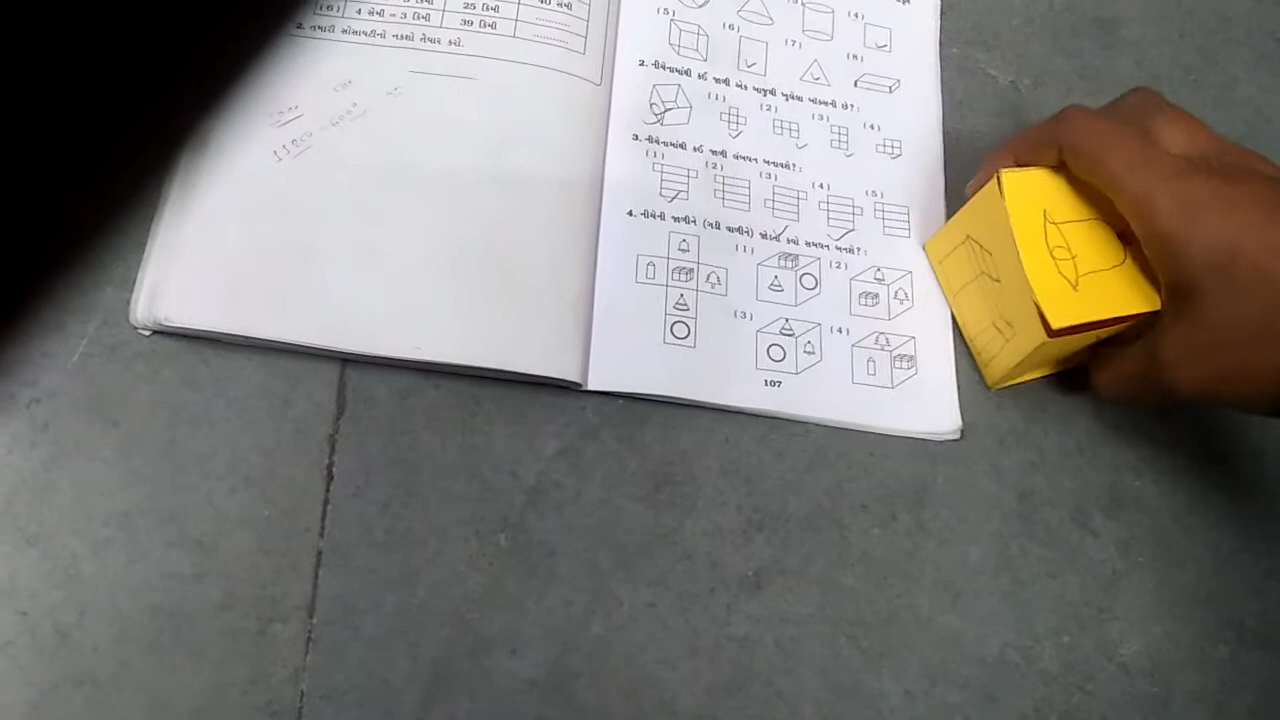 (6) 4 સેમી = 3 કિમી 39 કિમી ............
25 કિમી ............
40 સેમી
2. તમારી સોસાયટીનો નકશો તૈયાર કરો.
(4)
(5) (6) (7) (8)
2. નીચેનામાંથી કઈ જાળી એક બાજુથી ખુલેલા બોક્સની છે? :
(1) (2) (3) (4)
3. નીચેનામાંથી કઈ જાળી લંબઘન બનાવશે? :
(1) (2) (3) (4) (5)
4. નીચેની જાળીને (ગડી વાળીને) જોડતાં કયો સમઘન બનશે? :
(1) (2)
(3) (4)
107